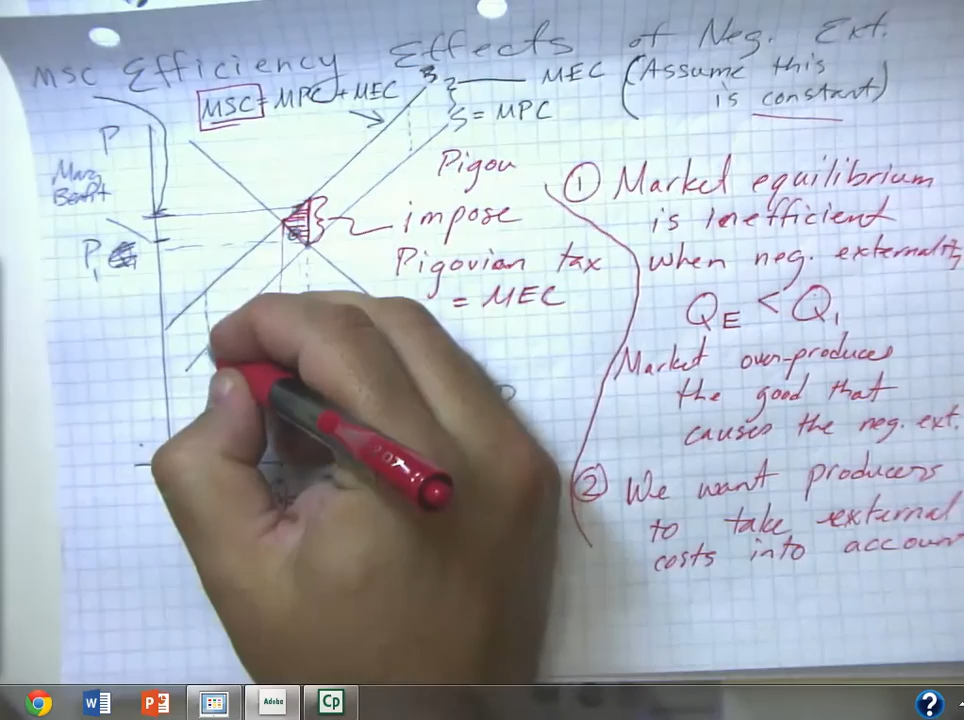 Efficiency Effects of Neg. Ext.
MSC
MSC = MPC + MEC
MEC (Assume this
is constant)
S = MPC
P
Marg
Benfit
P1
Pigou
impose
Pigovian tax
= MEC
① Market equilibrium
is inefficient
when neg. externality
QE < Q1
Market over-produces
the good that
causes the neg. ext.
② We want producers
to take external
costs into account